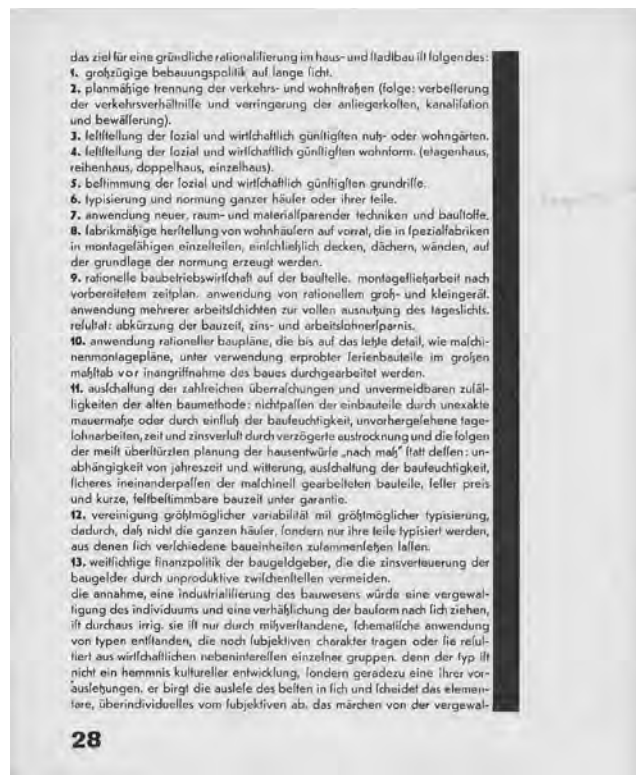 das ziel für eine gründliche rationaliſierung im haus- und ſtadtbau iſt folgendes:
1. großzügige bebauungspolitik auf lange ſicht.
2. planmäßige trennung der verkehrs- und wohnſtraßen (folge: verbeſſerung
der verkehrsverhältniſſe und verringerung der anliegerkoſten, kanaliſation
und bewäſſerung).
3. feſtſtellung der ſozial und wirtſchaftlich günſtigſten nutz- oder wohngärten.
4. feſtſtellung der ſozial und wirtſchaftlich günſtigſten wohnform. (etagenhaus,
reihenhaus, doppelhaus, einzelhaus).
5. beſtimmung der ſozial und wirtſchaftlich günſtigſten grundriſſe.
6. typisierung und normung ganzer häuſer oder ihrer teile.
7. anwendung neuer, raum- und materialſparender techniken und bauſtoffe.
8. fabrikmäßige herſtellung von wohnhäuſern auf vorrat, die in ſpezialfabriken
in montagefähigen einzelteilen, einſchließlich decken, dächern, wänden, auf
der grundlage der normung erzeugt werden.
9. rationelle baubetriebswirtſchaft auf der bauſtelle. montagefließarbeit nach
vorbereitetem zeitplan. anwendung von rationellem groß- und kleingerät.
anwendung mehrerer arbeitsſchichten zur vollen ausnutzung des tageslichts.
reſultat: abkürzung der bauzeit, zins- und arbeitslohnerſparnis.
10. anwendung rationeller baupläne, die bis auf das letzte detail, wie maſchi-
nenmontagepläne, unter verwendung erprobter ſerienbauteile im großen
maßſtab vor inangriffnahme des baues durchgearbeitet werden.
11. ausſchaltung der zahlreichen überraſchungen und unvermeidbaren zufäl-
ligkeiten der alten baumethode: nichtpaſſen der einbauteile durch unexakte
mauermaße oder durch einfluß der baufeuchtigkeit, unvorhergeſehene tage-
lohnarbeiten, zeit und zinsverluſt durch verzögerte austrocknung und die folgen
der meiſt überſtürzten planung der hausentwürfe „nach maß“ ſtatt deſſen: un-
abhängigkeit von jahreszeit und witterung, ausſchaltung der baufeuchtigkeit,
ſicheres ineinanderpaſſen der maſchinell gearbeiteten bauteile, feſter preis
und kurze, feſtbeſtimmbare bauzeit unter garantie.
12. vereinigung größtmöglicher variabilität mit größtmöglicher typisierung,
dadurch, daß nicht die ganzen häuſer, ſondern nur ihre teile typisiert werden,
aus denen ſich verſchiedene baueinheiten zuſammenſetzen laſſen.
13. weitſichtige finanzpolitik der baugeldgeber, die die zinsverteuerung der
baugelder durch unproduktive zwiſchenſtellen vermeiden.
die annahme, eine induſtrialiſierung des bauwesens würde eine vergewal-
tigung des individuums und eine verhäßlichung der bauform nach ſich ziehen,
iſt durchaus irrig. sie iſt nur durch mißverſtandene, ſchematiſche anwendung
von typen entſtanden, die noch ſubjektiven charakter tragen oder ſie reſul-
tiert aus wirtſchaftlichen nebenintereſſen einzelner gruppen. denn der typ iſt
nicht ein hemmnis kultureller entwicklung, ſondern geradezu eine ihrer vor-
ausſetzungen. er birgt die ausleſe des beſten in ſich und ſcheidet das elemen-
tare, überindividuelles vom ſubjektiven ab. das märchen von der vergewal-
28